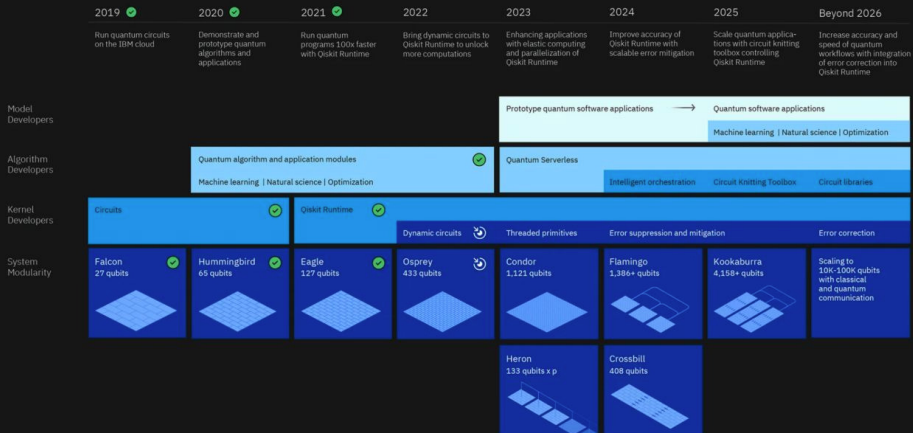 2019
2020
2021
2022
2023
2024
2025
Beyond 2026
Run quantum circuits
on the IBM cloud
Demonstrate and
prototype quantum
algorithms and
applications
Run quantum
programs 100x faster
with Qiskit Runtime
Bring dynamic circuits to
Qiskit Runtime to unlock
more computations
Enhancing applications
with elastic computing
and parallelization of
Qiskit Runtime
Improve accuracy of
Qiskit Runtime with
scalable error mitigation
Scale quantum applica-
tions with circuit knitting
toolbox controlling
Qiskit Runtime
Increase accuracy and
speed of quantum
workflows with integration
of error correction into
Qiskit Runtime
Model
Developers
Prototype quantum software applications →
Quantum software applications
Machine learning | Natural science | Optimization
Algorithm
Developers
Quantum algorithm and application modules
Machine learning | Natural science | Optimization
Quantum Serverless
Intelligent orchestration
Circuit Knitting Toolbox
Circuit libraries
Kernel
Developers
Circuits
Qiskit Runtime
Dynamic circuits
Threaded primitives
Error suppression and mitigation
Error correction
System
Modularity
Falcon
27 qubits
Hummingbird
65 qubits
Eagle
127 qubits
Osprey
433 qubits
Condor
1,121 qubits
Flamingo
1,386+ qubits
Kookaburra
4,158+ qubits
Scaling to
10K-100K qubits
with classical
and quantum
communication
Heron
133 qubits x p
Crossbill
408 qubits